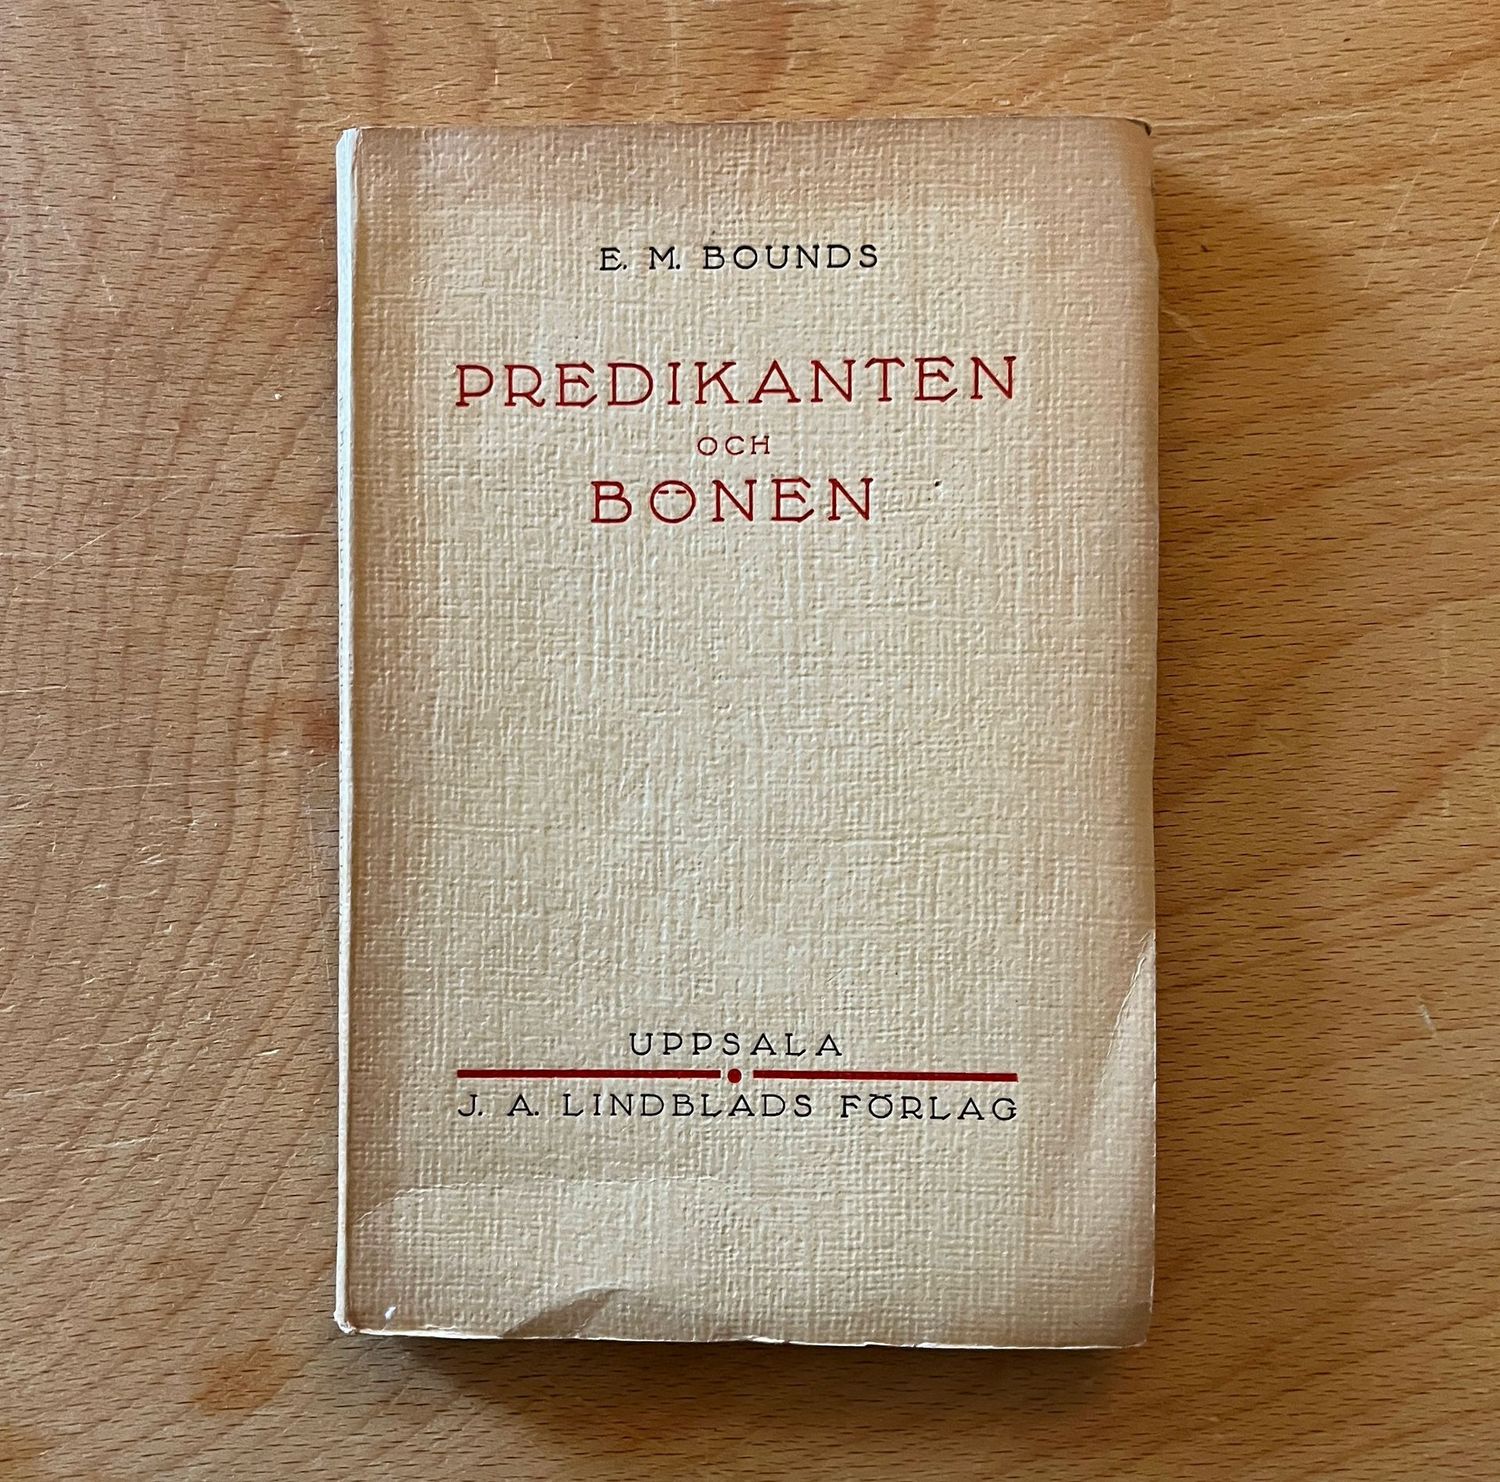 E. M. BOUNDS
PREDIKANTEN
OCH
BÖNEN
UPPSALA
J. A. LINDBLADS FÖRLAG